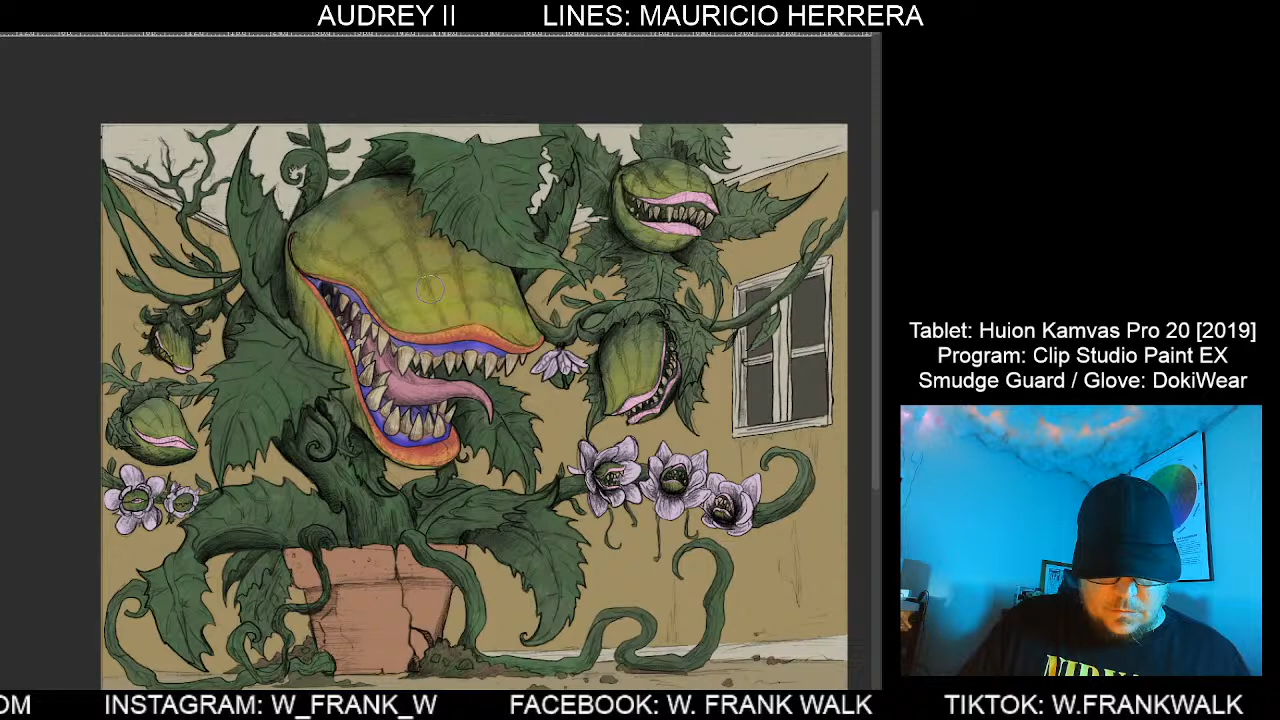 AUDREY II
LINES: MAURICIO HERRERA
Tablet: Huion Kamvas Pro 20 [2019]
Program: Clip Studio Paint EX
Smudge Guard / Glove: DokiWear
OM
INSTAGRAM: W_FRANK_W
FACEBOOK: W. FRANK WALK
TIKTOK: W.FRANKWALK